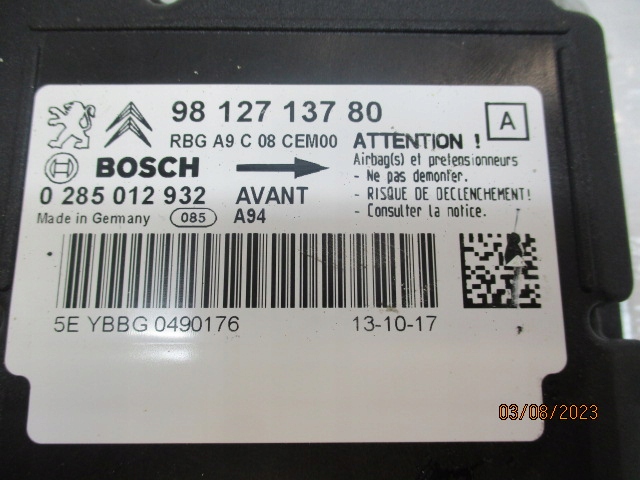 98 127 137 80
A
RBG A9 C 08 CEM00
ATTENTION !
BOSCH
Airbag(s) et pretensionneurs
- Ne pas demonter.
0 285 012 932 AVANT
- RISQUE DE DECLENCHEMENT!
Made in Germany 085 A94
- Consulter la notice.
5E YBBG 0490176
13-10-17
03/08/2023